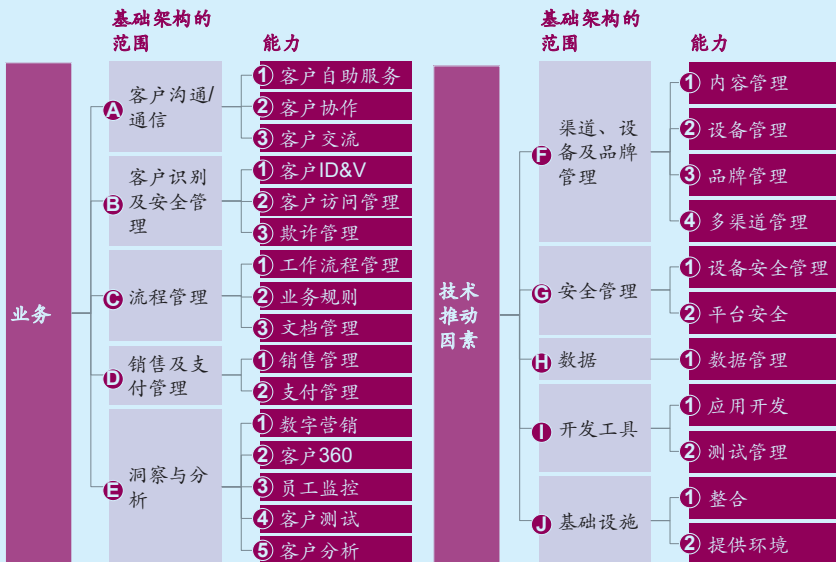 基础架构的
范围
能力
业务
A 客户沟通/
通信
1 客户自助服务
2 客户协作
3 客户交流
B 客户识别
及安全管
理
1 客户ID&V
2 客户访问管理
3 欺诈管理
C 流程管理
1 工作流程管理
2 业务规则
3 文档管理
D 销售及支
付管理
1 销售管理
2 支付管理
E 洞察与分
析
1 数字营销
2 客户360
3 员工监控
4 客户测试
5 客户分析
基础架构的
范围
能力
技术
推动
因素
F 渠道、设
备及品牌
管理
1 内容管理
2 设备管理
3 品牌管理
4 多渠道管理
G 安全管理
1 设备安全管理
2 平台安全
H 数据
1 数据管理
I 开发工具
1 应用开发
2 测试管理
J 基础设施
1 整合
2 提供环境